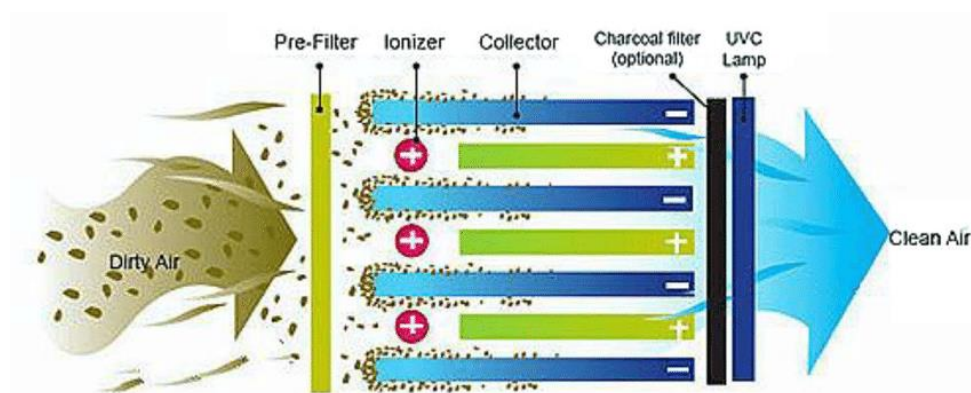 Pre-Filter
Ionizer
Collector
Charcoal filter
(optional)
UVC
Lamp
Dirty Air
Clean Air